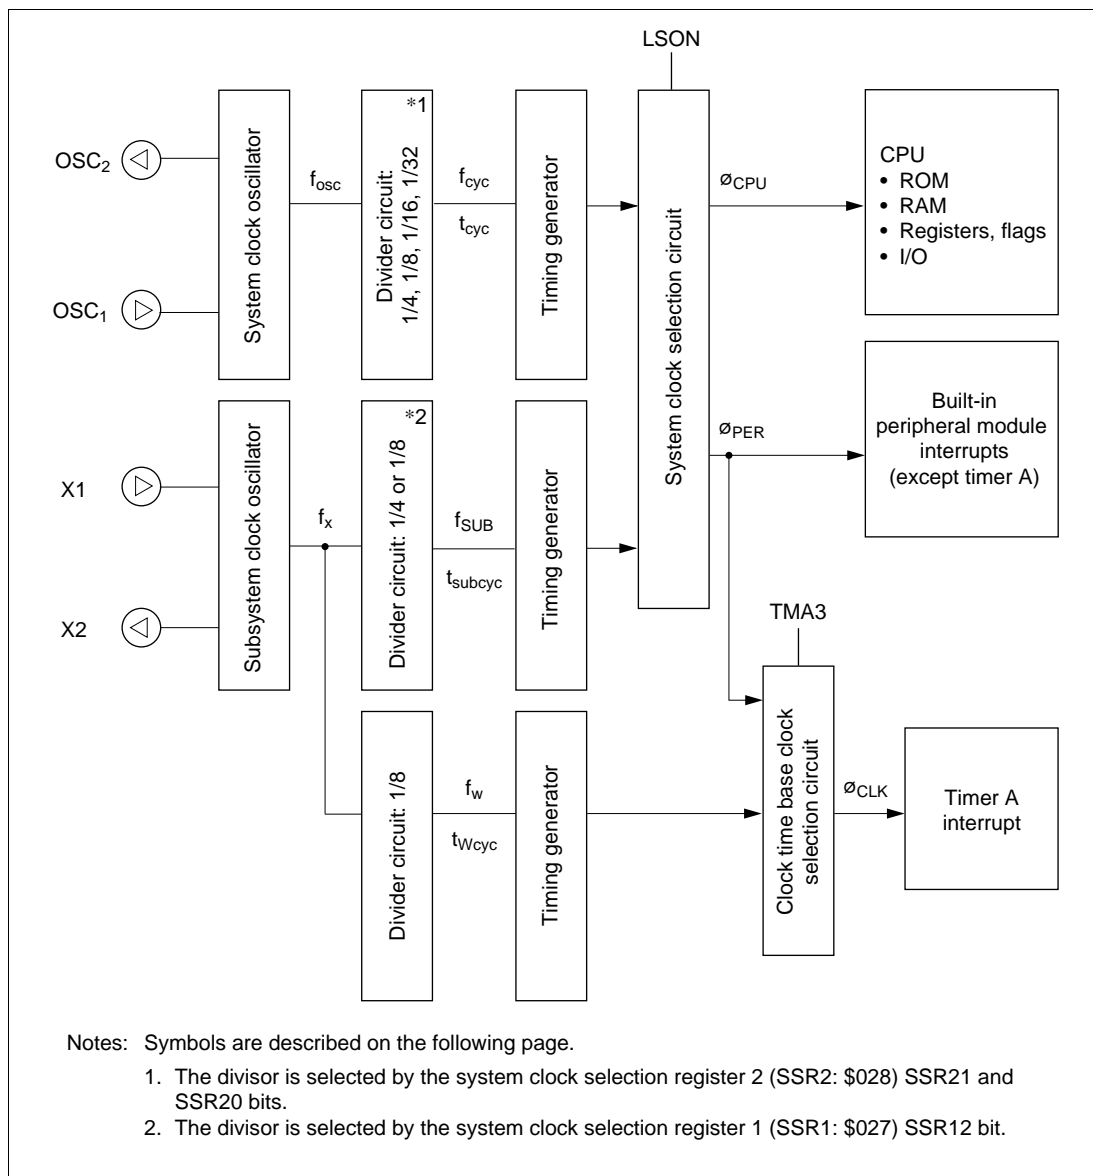 LSON
OSC2
System clock oscillator
fosc
*1
Divider circuit:
1/4, 1/8, 1/16, 1/32
fcyc
tcyc
Timing generator
System clock selection circuit
øCPU
CPU
• ROM
• RAM
• Registers, flags
• I/O
OSC1
X1
Subsystem clock oscillator
fx
*2
Divider circuit: 1/4 or 1/8
fSUB
tsubcyc
Timing generator
øPER
Built-in
peripheral module
interrupts
(except timer A)
X2
TMA3
Divider circuit: 1/8
fw
tWcyc
Timing generator
Clock time base clock
selection circuit
øCLK
Timer A
interrupt
Notes: Symbols are described on the following page.
1. The divisor is selected by the system clock selection register 2 (SSR2: $028) SSR21 and
SSR20 bits.
2. The divisor is selected by the system clock selection register 1 (SSR1: $027) SSR12 bit.